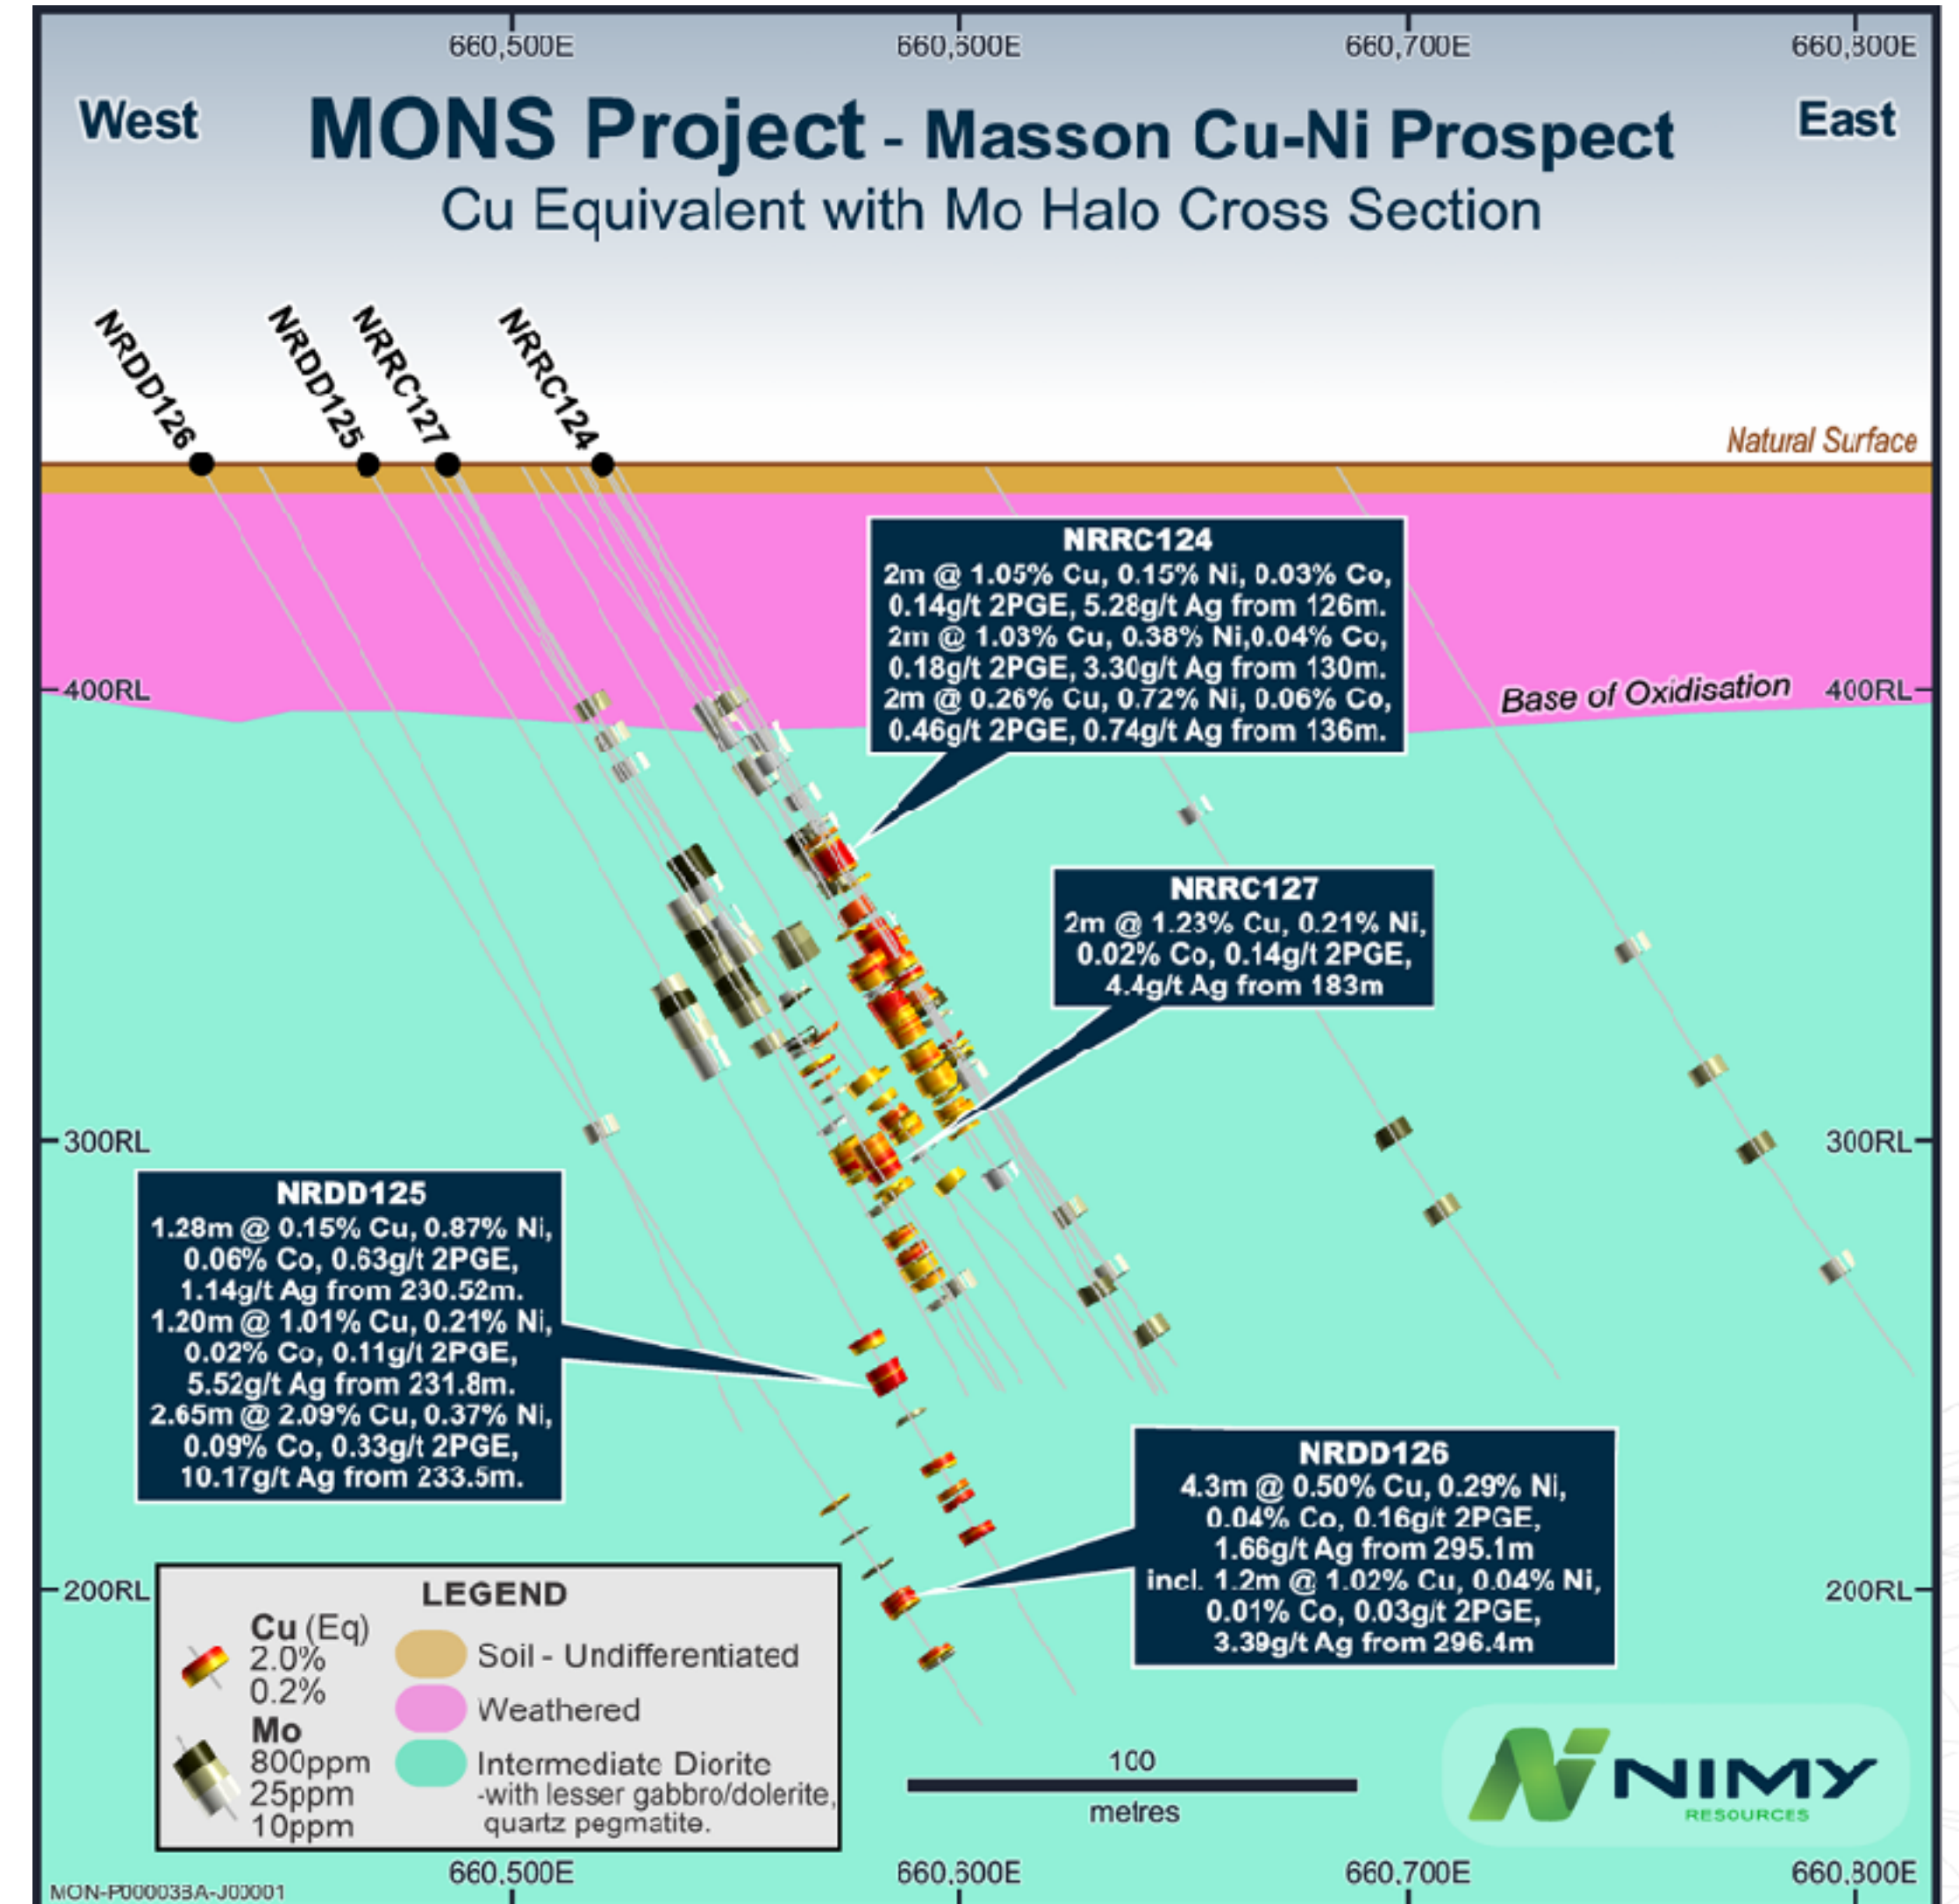 660,500E 660,600E 660,700E 660,800E
West
MONS Project - Masson Cu-Ni Prospect
East
Cu Equivalent with Mo Halo Cross Section
NRDD126
NRDD125
NRRC127
NRRC124
Natural Surface
NRRC124
2m @ 1.05% Cu, 0.15% Ni, 0.03% Co,
0.14g/t 2PGE, 5.28g/t Ag from 126m.
2m @ 1.03% Cu, 0.38% Ni,0.04% Co,
0.18g/t 2PGE, 3.30g/t Ag from 130m.
2m @ 0.26% Cu, 0.72% Ni, 0.06% Co,
0.46g/t 2PGE, 0.74g/t Ag from 136m.
400RL
Base of Oxidisation
400RL
NRRC127
2m @ 1.23% Cu, 0.21% Ni,
0.02% Co, 0.14g/t 2PGE,
4.4g/t Ag from 183m
300RL
300RL
NRDD125
1.28m @ 0.15% Cu, 0.87% Ni,
0.06% Co, 0.63g/t 2PGE,
1.14g/t Ag from 230.52m.
1.20m @ 1.01% Cu, 0.21% Ni,
0.02% Co, 0.11g/t 2PGE,
5.52g/t Ag from 231.8m.
2.65m @ 2.09% Cu, 0.37% Ni,
0.09% Co, 0.33g/t 2PGE,
10.17g/t Ag from 233.5m.
NRDD126
4.3m @ 0.50% Cu, 0.29% Ni,
0.04% Co, 0.16g/t 2PGE,
1.66g/t Ag from 295.1m
incl. 1.2m @ 1.02% Cu, 0.04% Ni,
0.01% Co, 0.03g/t 2PGE,
3.39g/t Ag from 296.4m
200RL
200RL
LEGEND
Cu (Eq)
2.0%
0.2%
Mo
800ppm
25ppm
10ppm
Soil - Undifferentiated
Weathered
Intermediate Diorite
-with lesser gabbro/dolerite,
quartz pegmatite.
100
metres
NIMY
RESOURCES
660,500E 660,600E 660,700E 660,800E